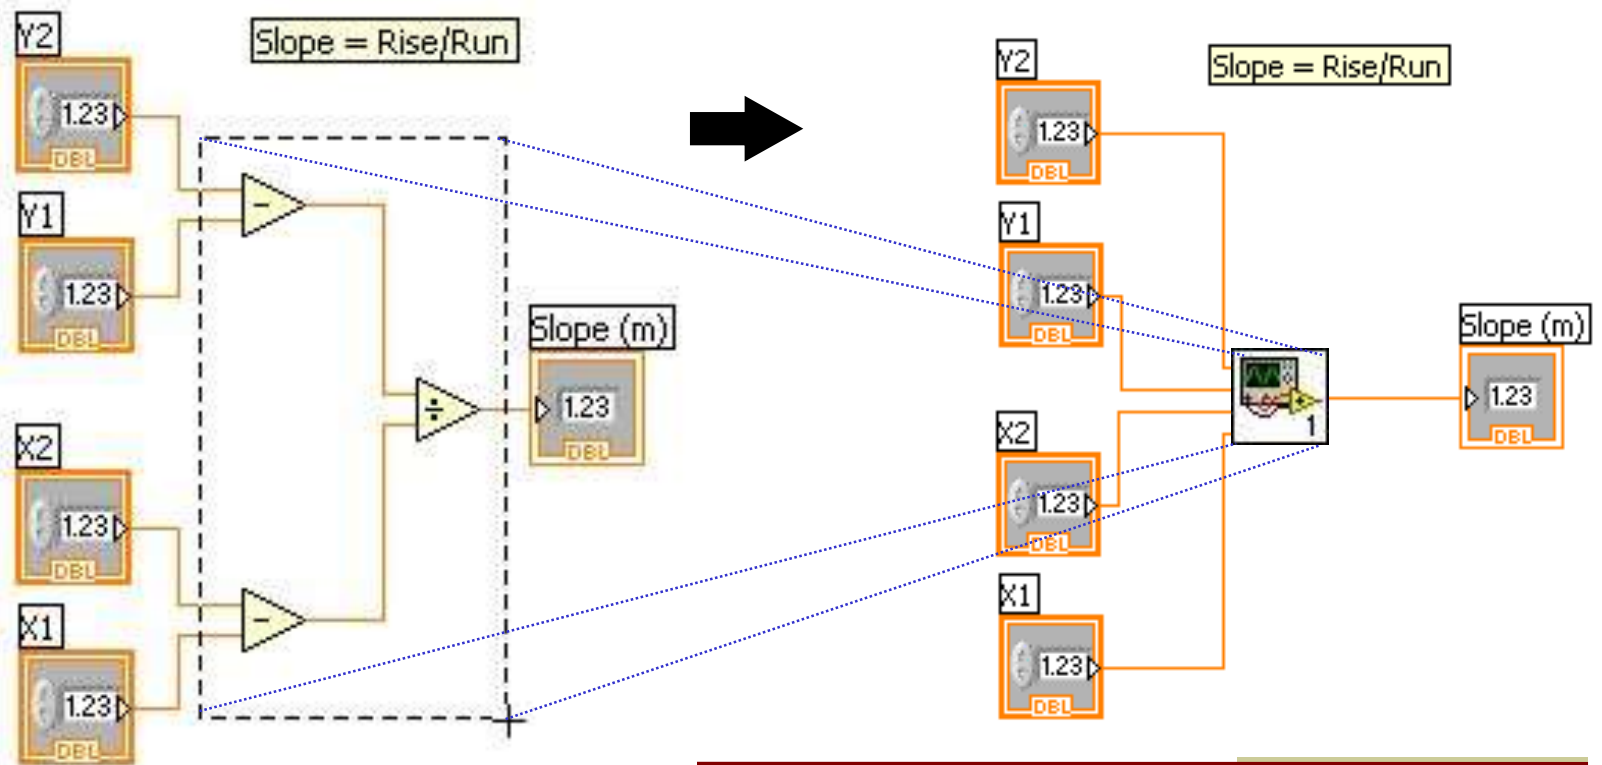 Y2
Slope = Rise/Run
1.23
DBL
Y1
1.23
DBL
Slope (m)
1.23
DBL
X2
1.23
DBL
X1
1.23
DBL
Y2
Slope = Rise/Run
1.23
DBL
Y1
1.23
DBL
Slope (m)
1.23
DBL
1
X2
1.23
DBL
X1
1.23
DBL